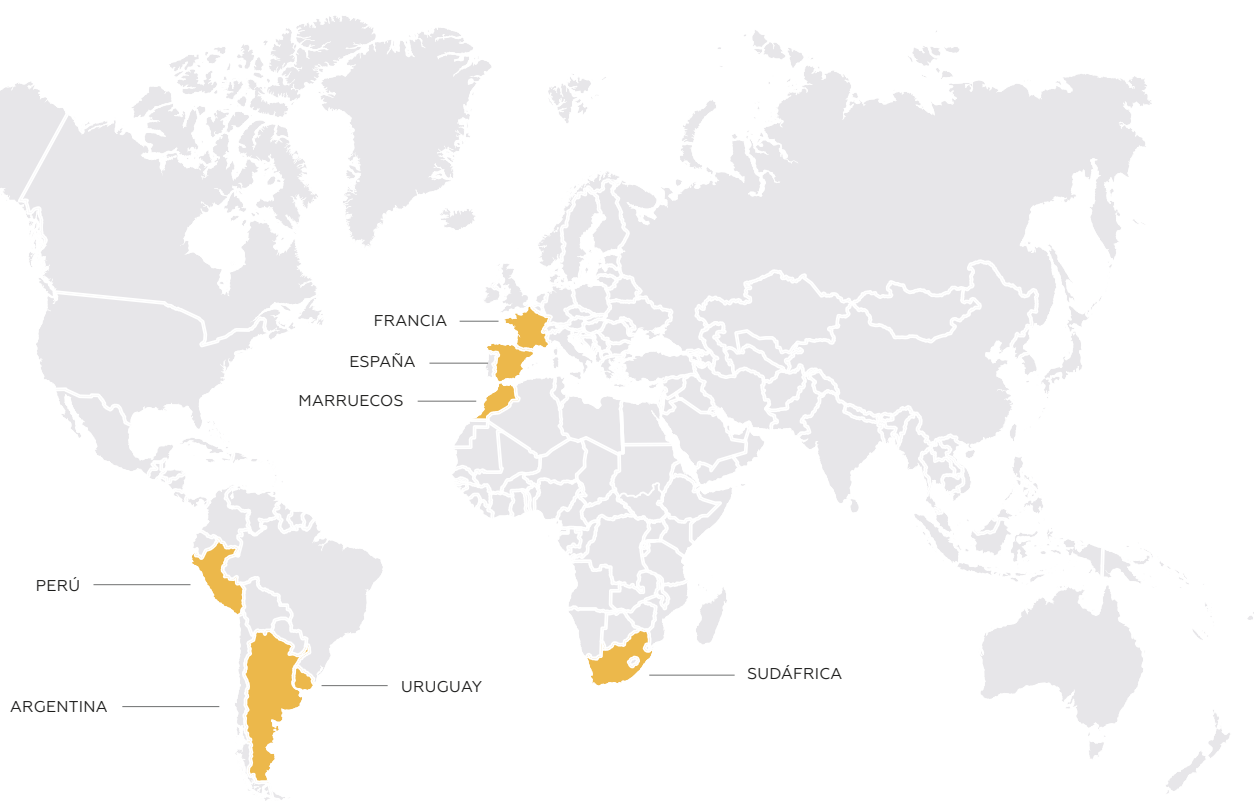 FRANCIA
ESPAÑA
MARRUECOS
PERÚ
SUDÁFRICA
URUGUAY
ARGENTINA